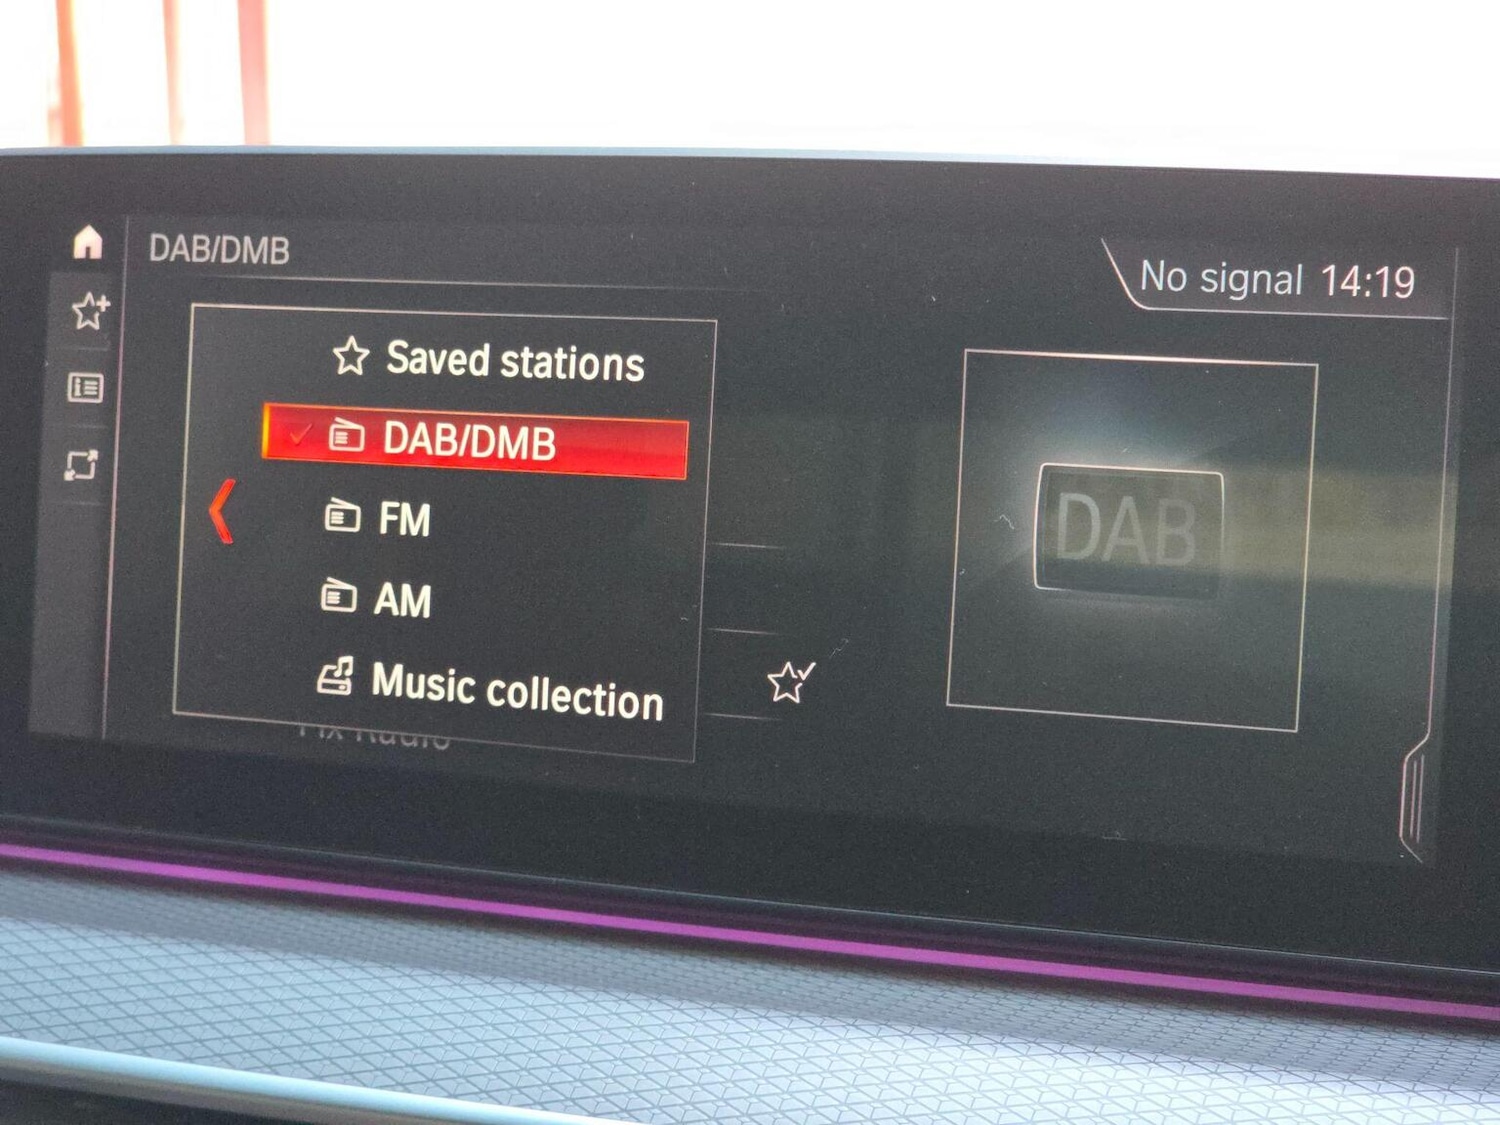 DAB/DMB
No signal 14:19
Saved stations
DAB/DMB
FM
AM
Music collection
DAB